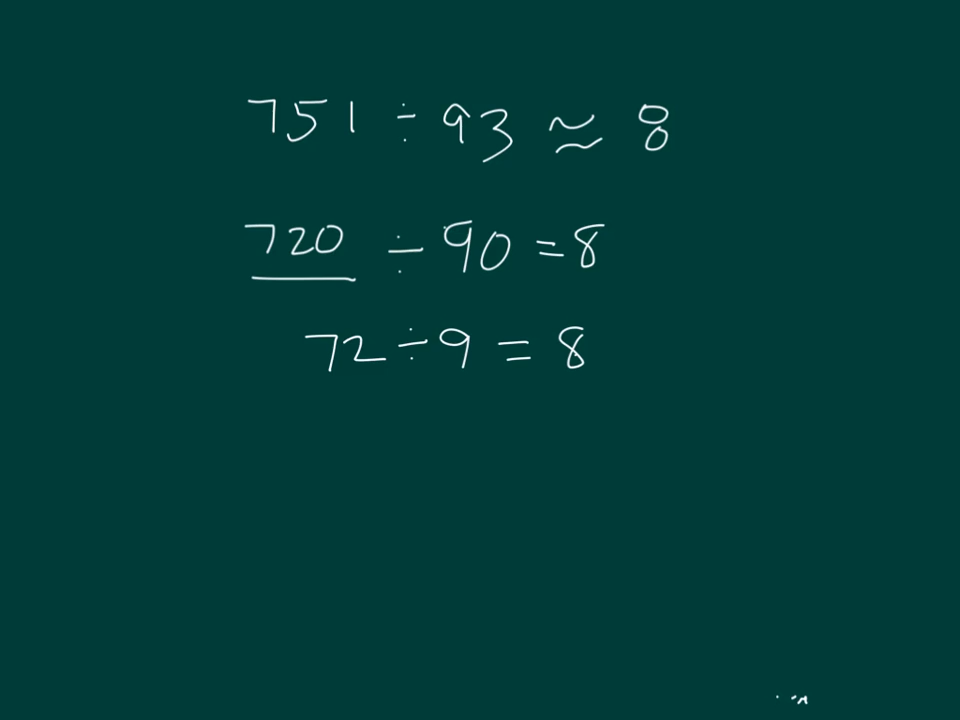 751 ÷ 93 ≈ 8
720 ÷ 90 = 8
72 ÷ 9 = 8